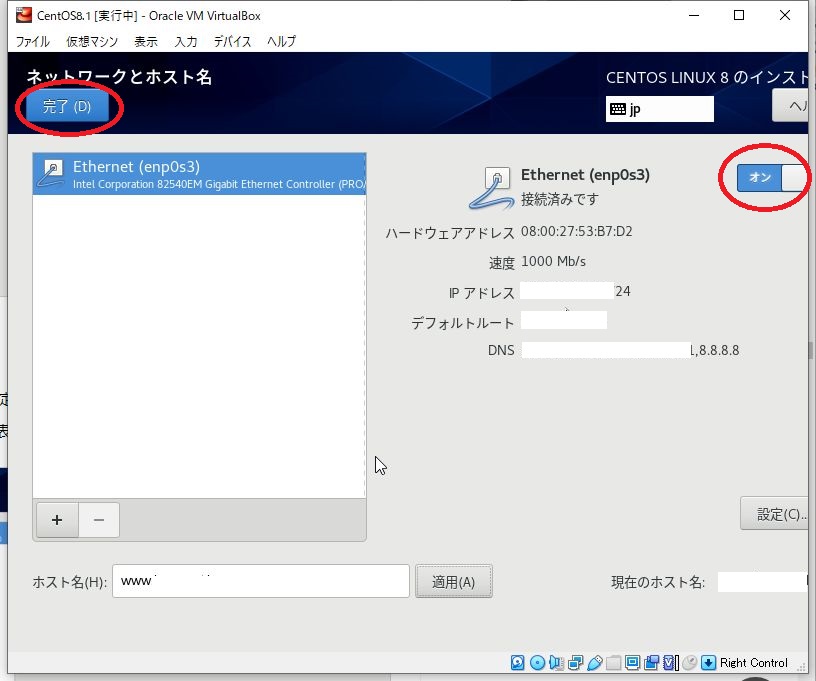 CentOS8.1 [実行中] - Oracle VM VirtualBox
ファイル 仮想マシン 表示 入力 デバイス ヘルプ
ネットワークとホスト名
CENTOS LINUX 8 のインスト
完了 (D)
jp
ヘル
Ethernet (enp0s3)
Intel Corporation 82540EM Gigabit Ethernet Controller (PRO/
Ethernet (enp0s3)
接続済みです
オン
ハードウェアアドレス 08:00:27:53:B7:D2
速度 1000 Mb/s
IP アドレス 24
デフォルトルート
DNS 1,8.8.8.8
定
表
+ −
設定(C)...
ホスト名(H): www
適用(A)
現在のホスト名:
Right Control